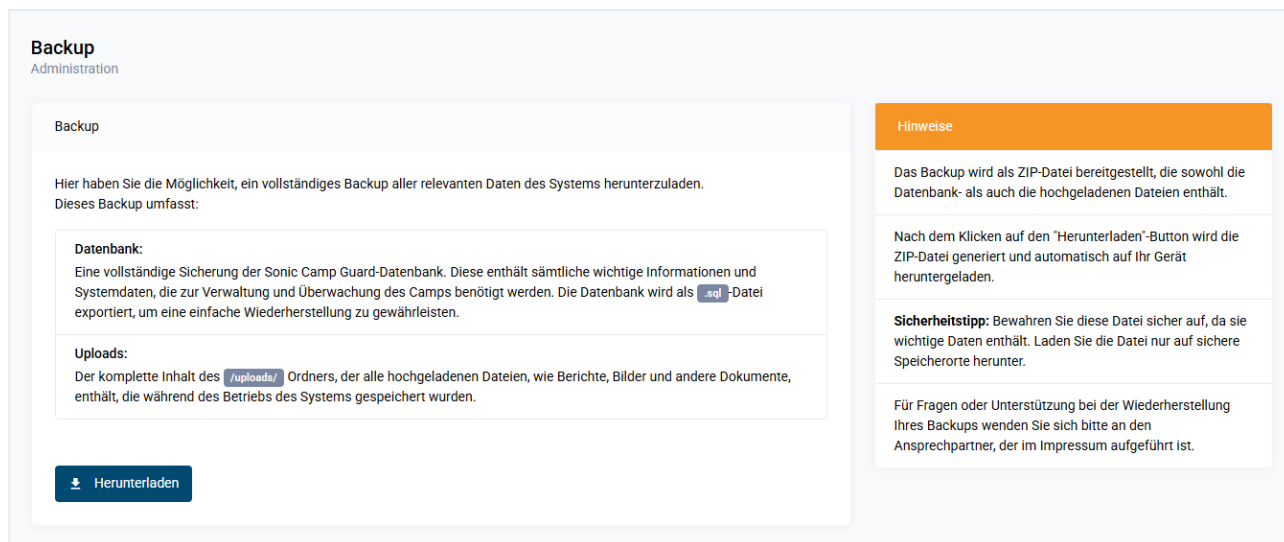 Backup
Administration
Backup
Hier haben Sie die Möglichkeit, ein vollständiges Backup aller relevanten Daten des Systems herunterzuladen.
Dieses Backup umfasst:
Datenbank:
Eine vollständige Sicherung der Sonic Camp Guard-Datenbank. Diese enthält sämtliche wichtige Informationen und
Systemdaten, die zur Verwaltung und Überwachung des Camps benötigt werden. Die Datenbank wird als .sql -Datei
exportiert, um eine einfache Wiederherstellung zu gewährleisten.
Uploads:
Der komplette Inhalt des /uploads/ Ordners, der alle hochgeladenen Dateien, wie Berichte, Bilder und andere Dokumente,
enthält, die während des Betriebs des Systems gespeichert wurden.
Herunterladen
Hinweise
Das Backup wird als ZIP-Datei bereitgestellt, die sowohl die
Datenbank- als auch die hochgeladenen Dateien enthält.
Nach dem Klicken auf den "Herunterladen"-Button wird die
ZIP-Datei generiert und automatisch auf Ihr Gerät
heruntergeladen.
Sicherheitstipp: Bewahren Sie diese Datei sicher auf, da sie
wichtige Daten enthält. Laden Sie die Datei nur auf sichere
Speicherorte herunter.
Für Fragen oder Unterstützung bei der Wiederherstellung
Ihres Backups wenden Sie sich bitte an den
Ansprechpartner, der im Impressum aufgeführt ist.